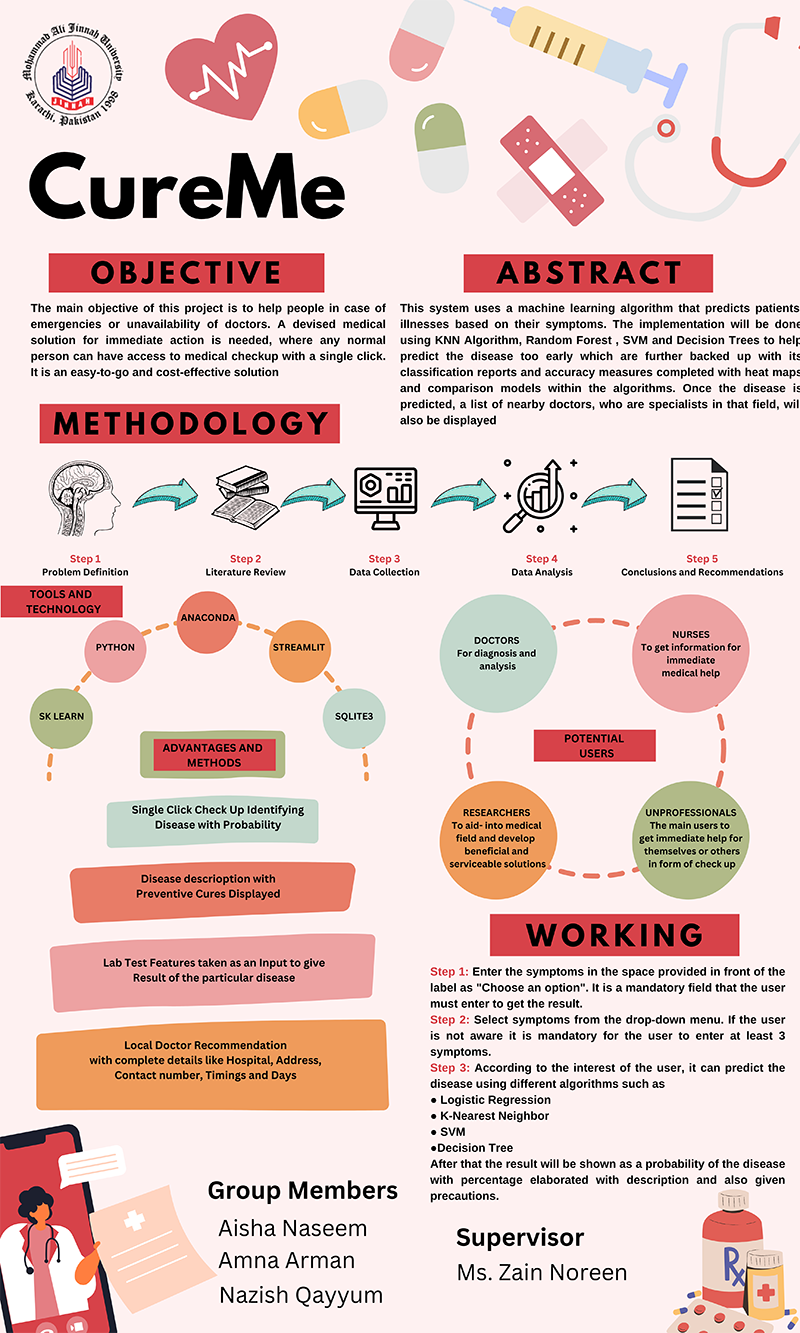 Mohammad Ali Jinnah University
JINNAH
Karachi, Pakistan 1998
CureMe
OBJECTIVE
The main objective of this project is to help people in case of
emergencies or unavailability of doctors. A devised medical
solution for immediate action is needed, where any normal
person can have access to medical checkup with a single click.
It is an easy-to-go and cost-effective solution
ABSTRACT
This system uses a machine learning algorithm that predicts patients
illnesses based on their symptoms. The implementation will be done
using KNN Algorithm, Random Forest , SVM and Decision Trees to help
predict the disease too early which are further backed up with its
classification reports and accuracy measures completed with heat maps
and comparison models within the algorithms. Once the disease is
predicted, a list of nearby doctors, who are specialists in that field, wil
also be displayed
METHODOLOGY
Step 1
Problem Definition
Step 2
Literature Review
Step 3
Data Collection
Step 4
Data Analysis
Step 5
Conclusions and Recommendations
TOOLS AND
TECHNOLOGY
SK LEARN
PYTHON
ANACONDA
STREAMLIT
SQLITE3
ADVANTAGES AND
METHODS
Single Click Check Up Identifying
Disease with Probability
Disease descrioption with
Preventive Cures Displayed
Lab Test Features taken as an Input to give
Result of the particular disease
Local Doctor Recommendation
with complete details like Hospital, Address,
Contact number, Timings and Days
DOCTORS
For diagnosis and
analysis
NURSES
To get information for
immediate
medical help
POTENTIAL
USERS
RESEARCHERS
To aid- into medical
field and develop
beneficial and
serviceable solutions
UNPROFESSIONALS
The main users to
get immediate help for
themselves or others
in form of check up
WORKING
Step 1: Enter the symptoms in the space provided in front of the
label as "Choose an option". It is a mandatory field that the user
must enter to get the result.
Step 2: Select symptoms from the drop-down menu. If the user
is not aware it is mandatory for the user to enter at least 3
symptoms.
Step 3: According to the interest of the user, it can predict the
disease using different algorithms such as
● Logistic Regression
● K-Nearest Neighbor
● SVM
●Decision Tree
After that the result will be shown as a probability of the disease
with percentage elaborated with description and also given
precautions.
Group Members
Aisha Naseem
Amna Arman
Nazish Qayyum
Supervisor
Ms. Zain Noreen
Rx